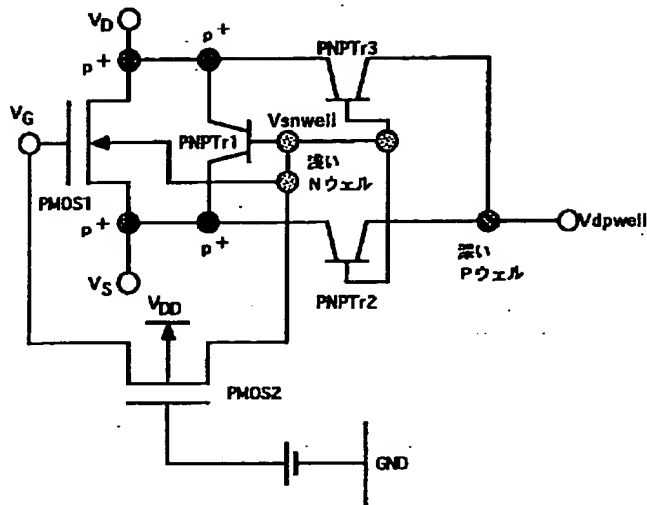 VD
p+
p+
PNPTr3
VG
PNPTr1
Vsnwell
浅い
Nウェル
PMOS1
p+
p+
Vdpwell
深い
Pウェル
VS
VDD
PNPTr2
PMOS2
GND